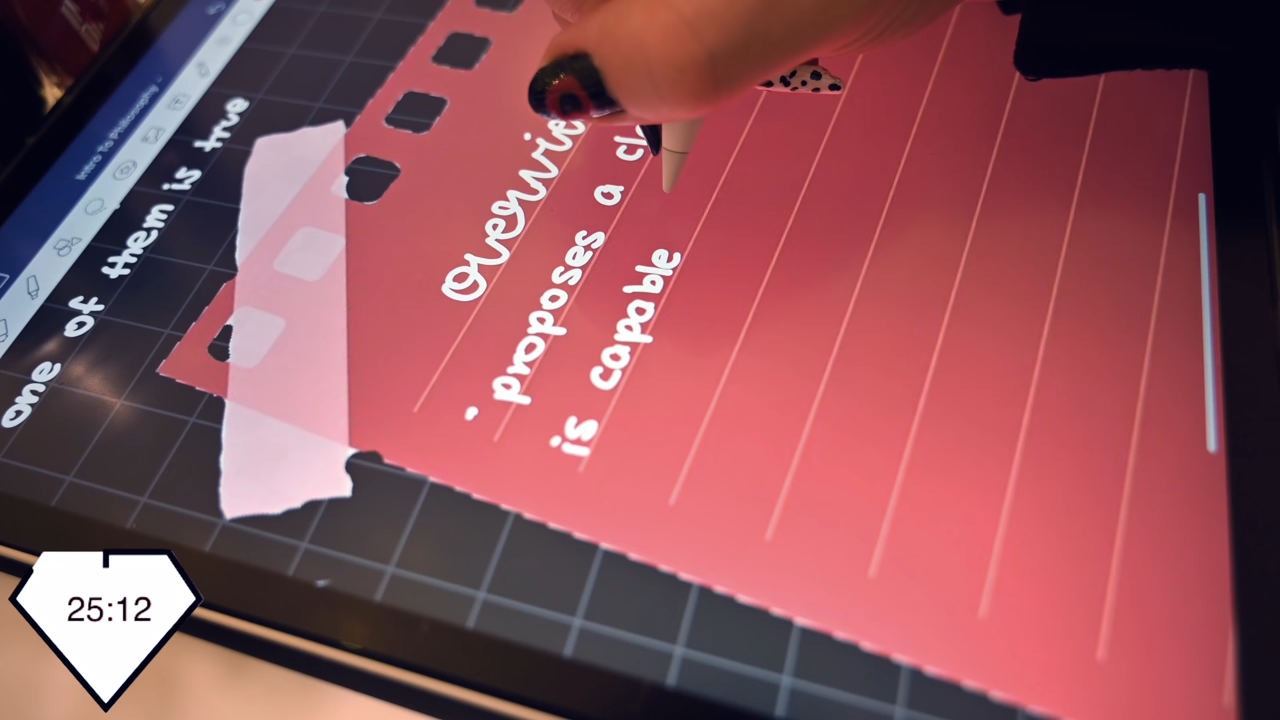 Intro To Philosophy
one of them is true
overvie
• proposes a
is capable
25:12